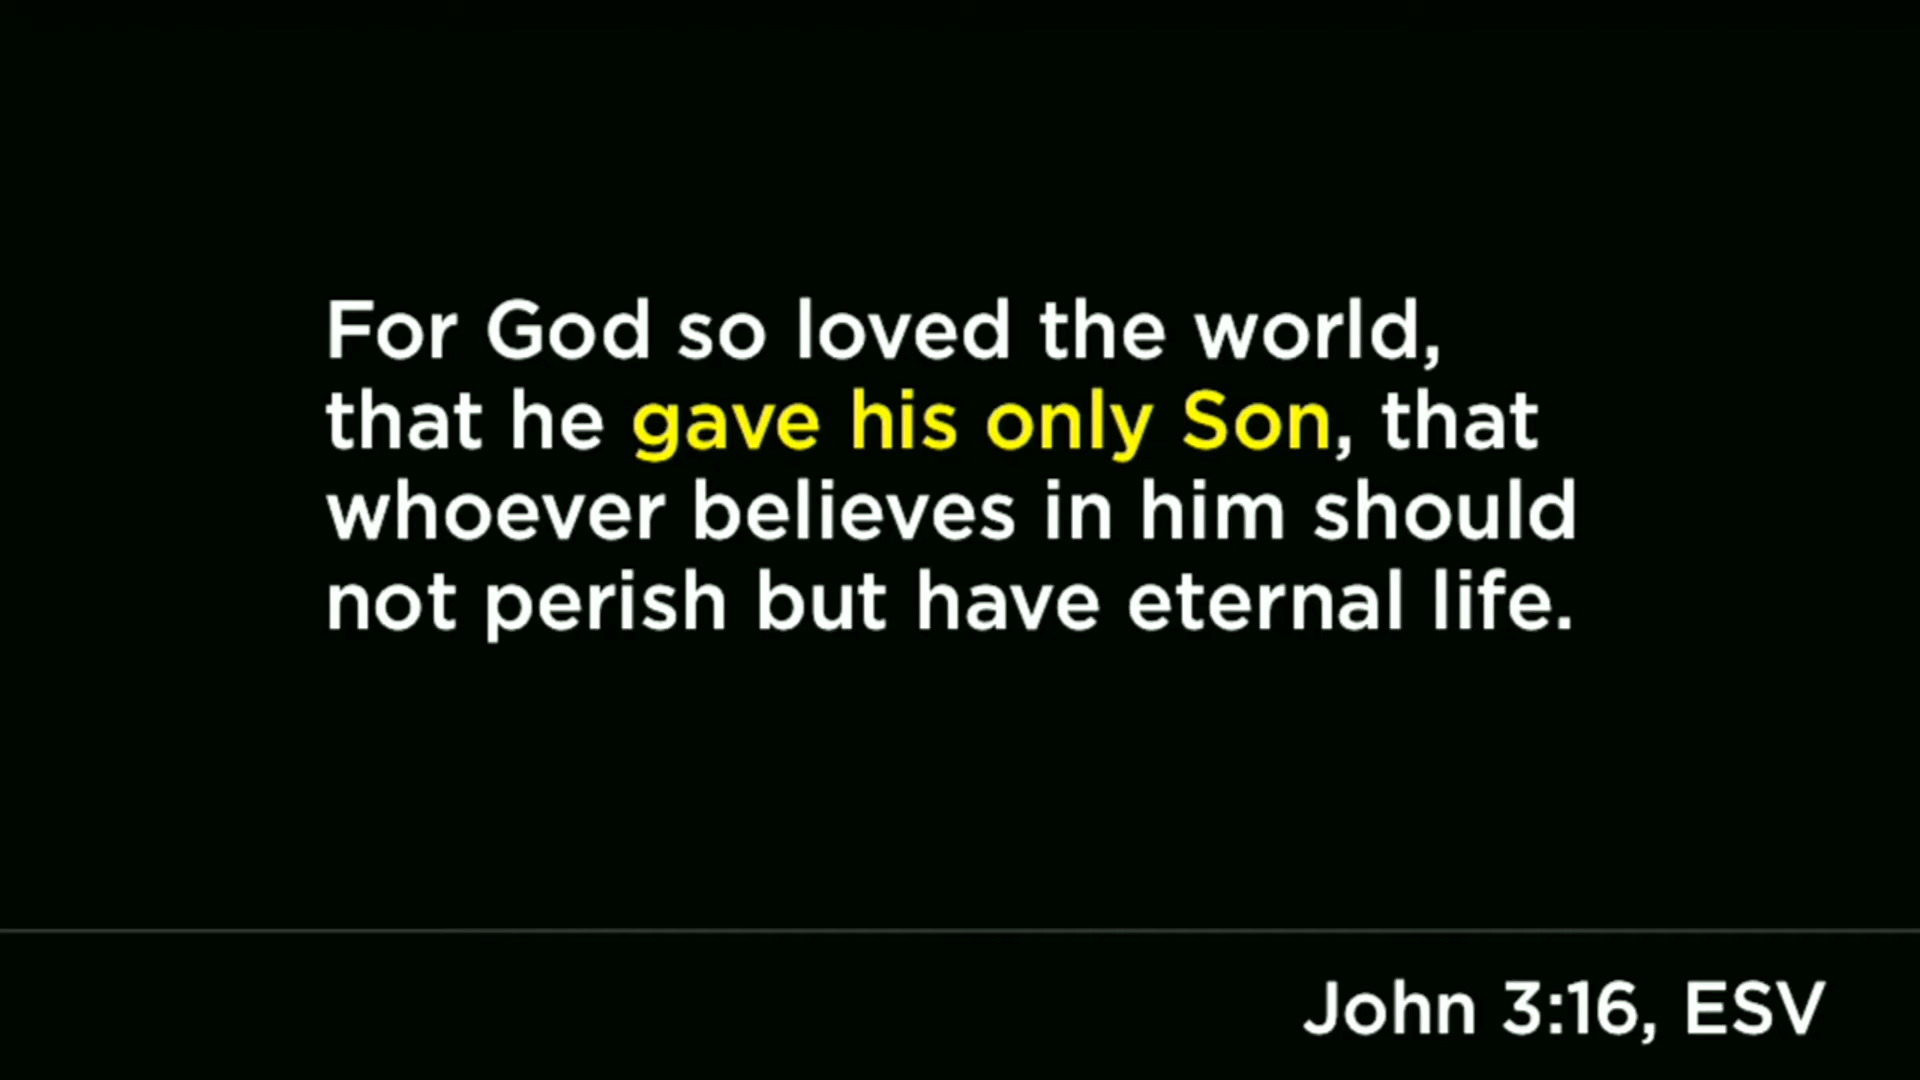 For God so loved the world,
that he gave his only Son, that
whoever believes in him should
not perish but have eternal life.
John 3:16, ESV